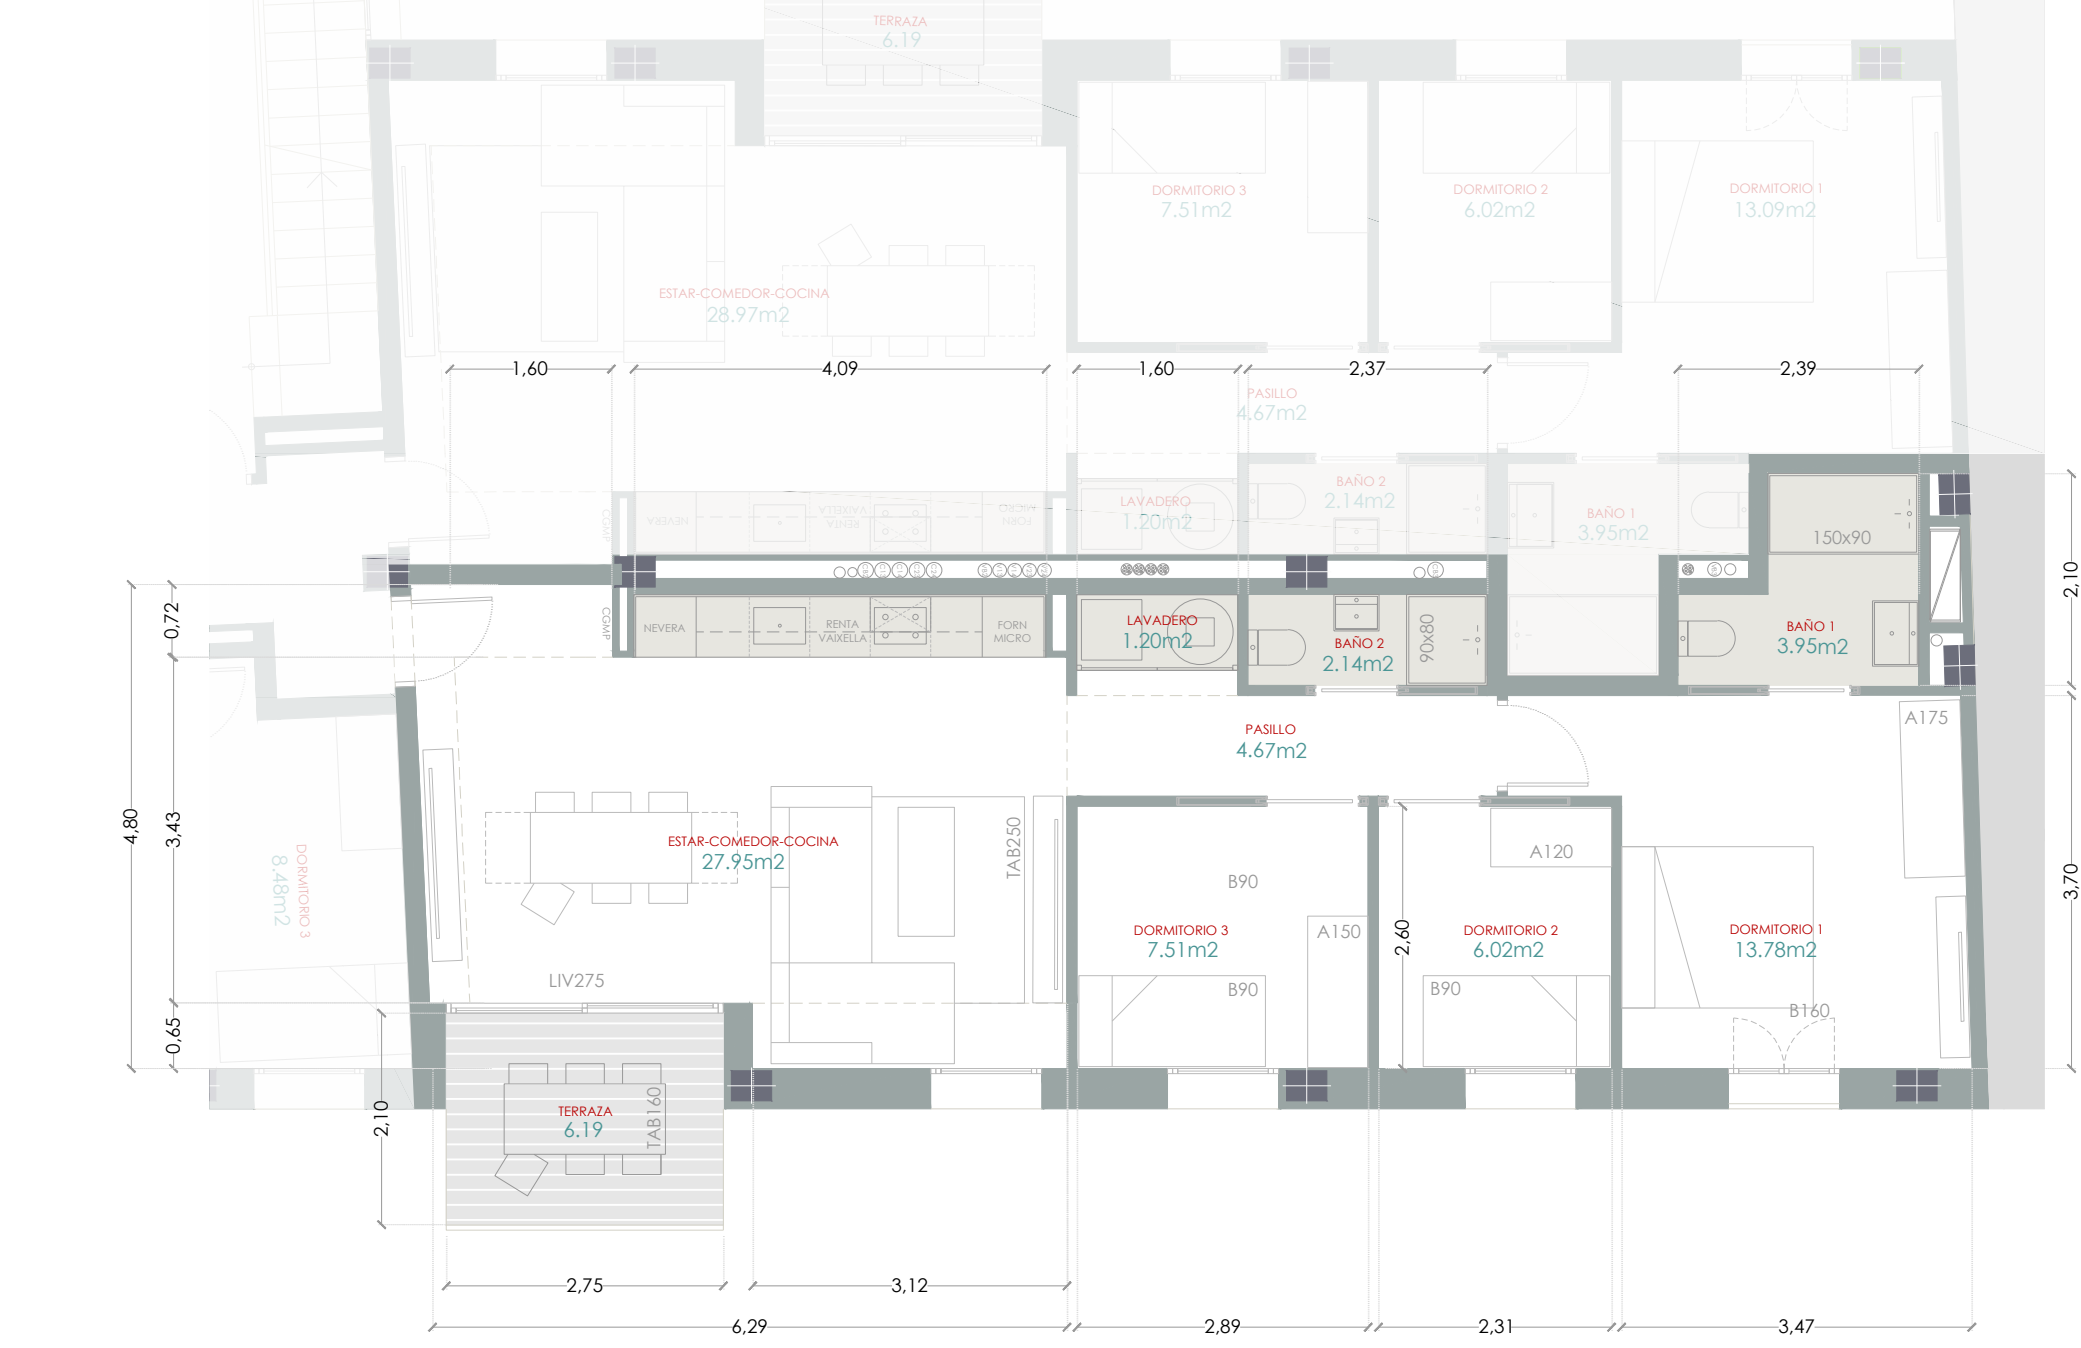 TERRAZA
6.19
DORMITORIO 3
7.51m2
DORMITORIO 2
6.02m2
DORMITORIO 1
13.09m2
ESTAR-COMEDOR-COCINA
28.97m2
1,60
4,09
1,60
2,37
2,39
PASILLO
4.67m2
CGMP
NEVERA
RENTA
VAIXELLA
FORN
MICRO
LAVADERO
1.20m2
BAÑO 2
2.14m2
BAÑO 1
3.95m2
150x90
2,10
0,72
CGMP
NEVERA
RENTA
VAIXELLA
FORN
MICRO
LAVADERO
1.20m2
BAÑO 2
2.14m2
90x80
BAÑO 1
3.95m2
PASILLO
4.67m2
A175
4,80
3,43
ESTAR-COMEDOR-COCINA
27.95m2
TAB250
A120
3,70
DORMITORIO 3
8.48m2
B90
DORMITORIO 3
7.51m2
A150
2,60
DORMITORIO 2
6.02m2
DORMITORIO 1
13.78m2
LIV275
B90
B90
B160
0,65
2,10
TERRAZA
6.19
TAB160
2,75
3,12
6,29
2,89
2,31
3,47